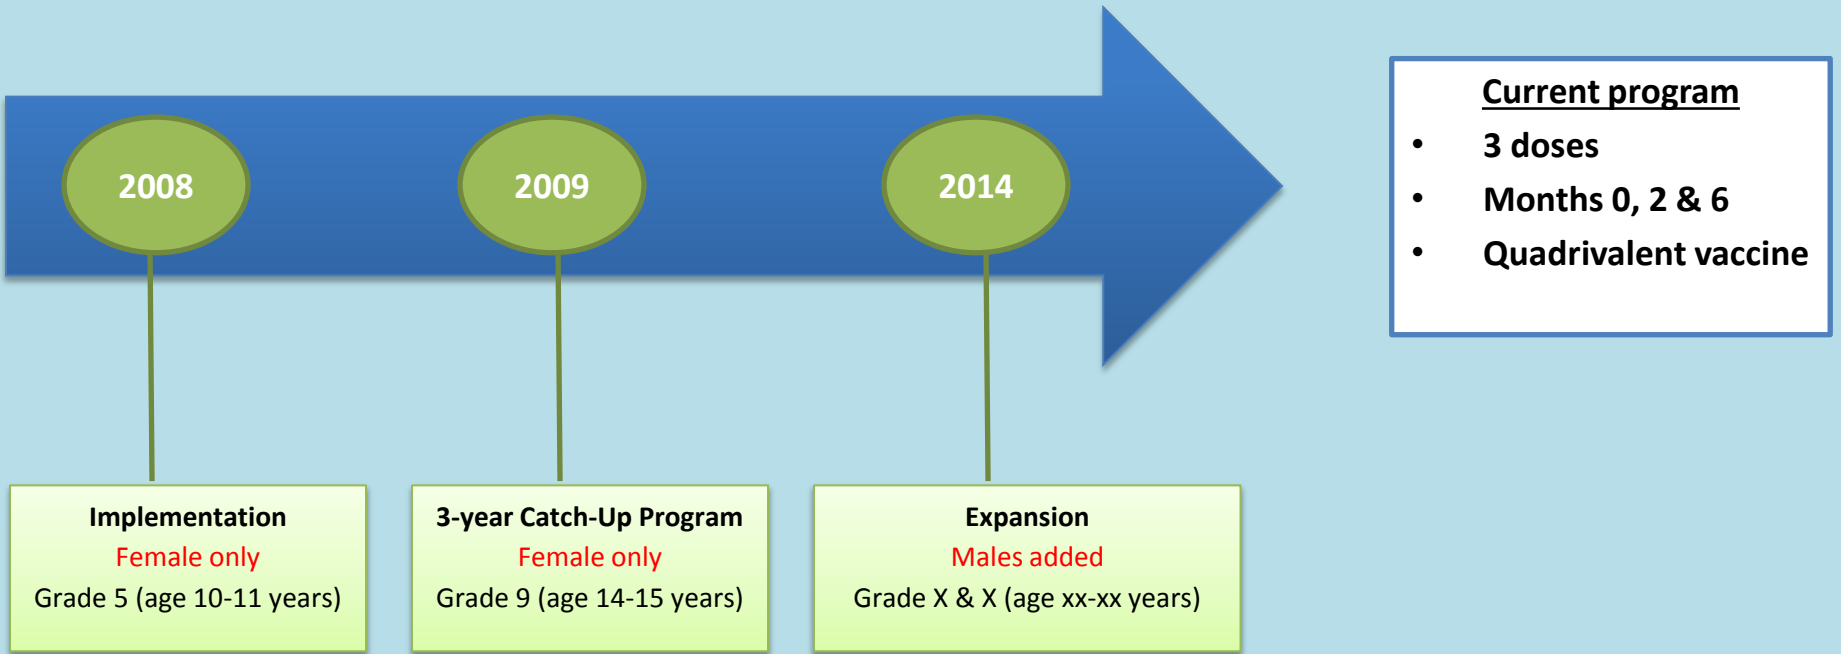 2008
2009
2014
Current program
• 3 doses
• Months 0, 2 & 6
• Quadrivalent vaccine
Implementation
Female only
Grade 5 (age 10-11 years)
3-year Catch-Up Program
Female only
Grade 9 (age 14-15 years)
Expansion
Males added
Grade X & X (age xx-xx years)